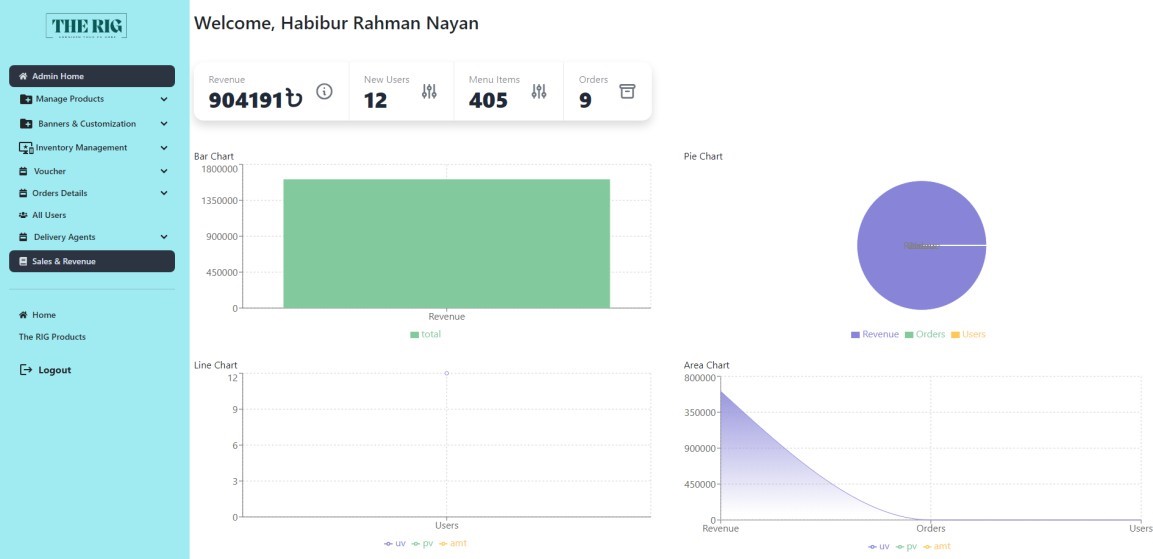 THE RIG
Welcome, Habibur Rahman Nayan
Admin Home
Manage Products
Banners & Customization
Inventory Management
Voucher
Orders Details
All Users
Delivery Agents
Sales & Revenue
Home
The RIG Products
Logout
Revenue
904191৳
New Users
12
Menu Items
405
Orders
9
Bar Chart
1800000
1350000
900000
450000
0
Revenue
total
Pie Chart
Revenue Orders Users
Line Chart
12
9
6
3
0
Users
uv pv amt
Area Chart
800000
350000
900000
450000
0
Revenue Orders Users
uv pv amt